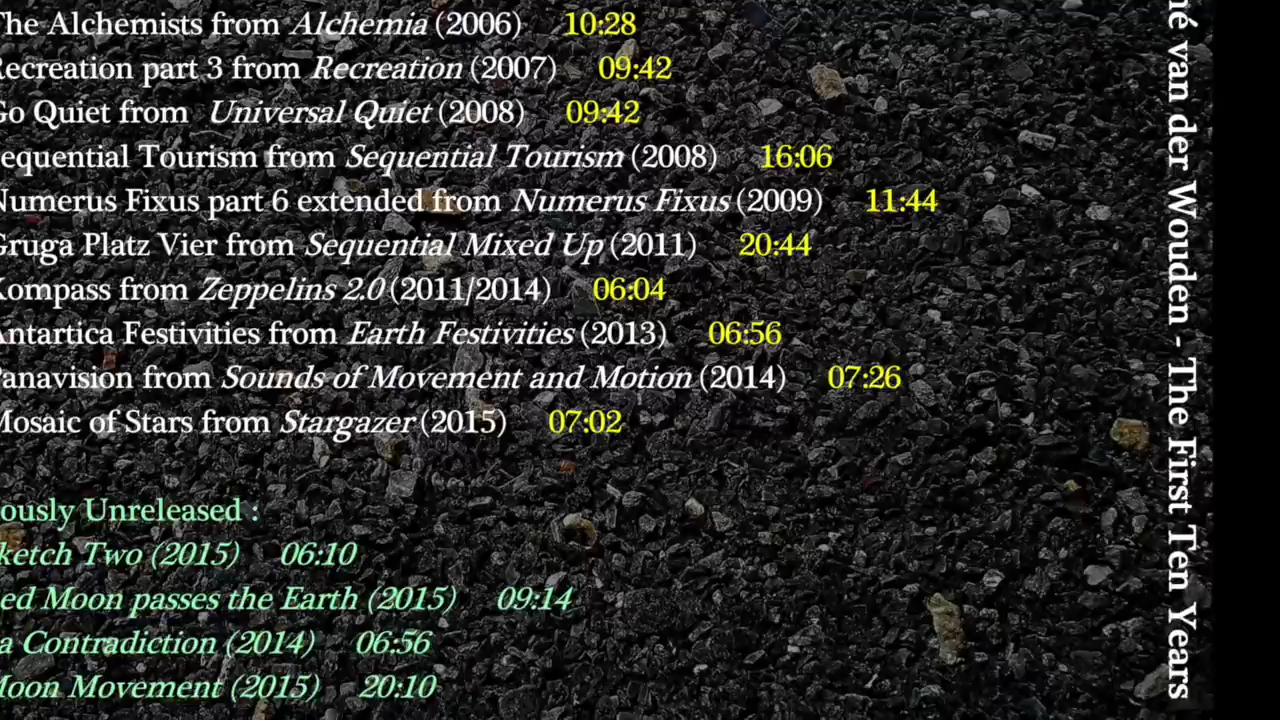 The Alchemists from Alchemia (2006) 10:28
Recreation part 3 from Recreation (2007) 09:42
Go Quiet from Universal Quiet (2008) 09:42
equential Tourism from Sequential Tourism (2008) 16:06
Numerus Fixus part 6 extended from Numerus Fixus (2009) 11:44
Gruga Platz Vier from Sequential Mixed Up (2011) 20:44
Kompass from Zeppelins 2.0 (2011/2014) 06:04
Antartica Festivities from Earth Festivities (2013) 06:56
Panavision from Sounds of Movement and Motion (2014) 07:26
Mosaic of Stars from Stargazer (2015) 07:02
ously Unreleased :
ketch Two (2015) 06:10
ed Moon passes the Earth (2015) 09:14
a Contradiction (2014) 06:56
Moon Movement (2015) 20:10
né van der Wouden - The First Ten Years